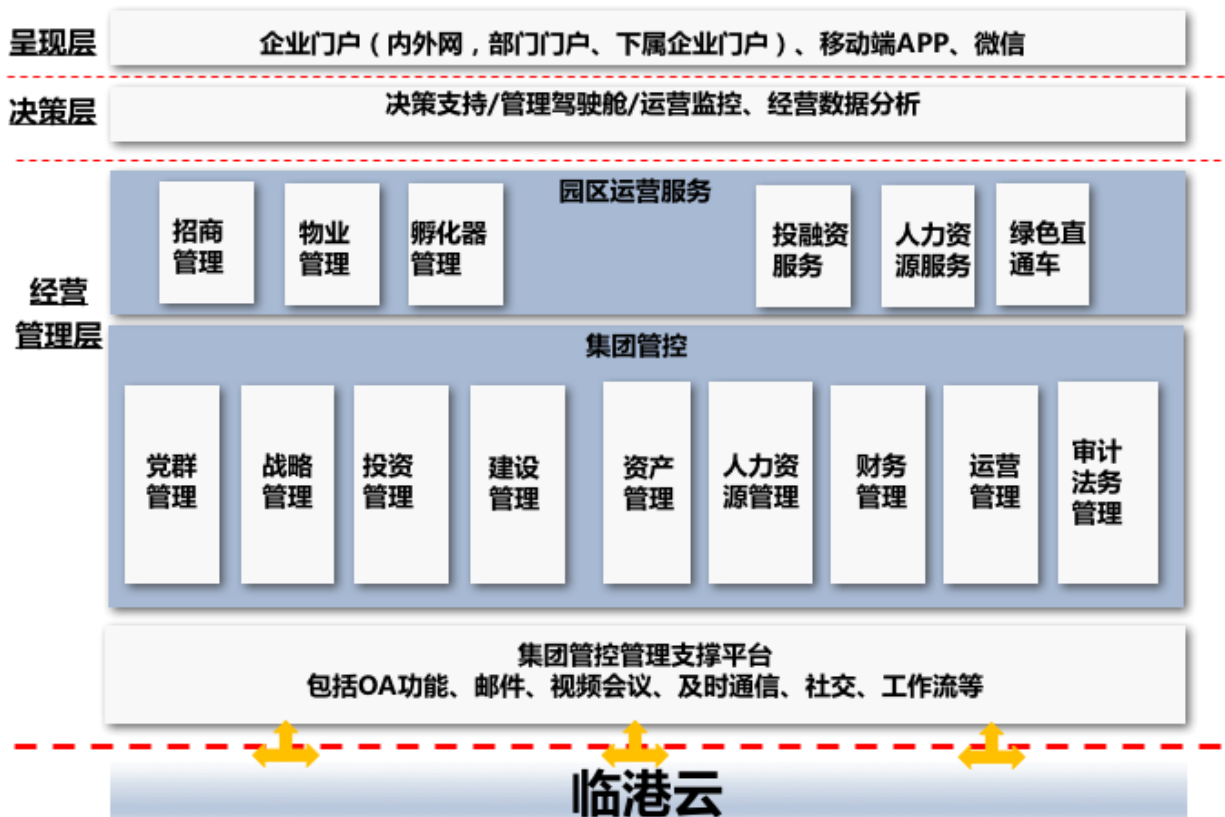 呈现层
企业门户（内外网，部门门户、下属企业门户）、移动端APP、微信
决策层
决策支持/管理驾驶舱/运营监控、经营数据分析
经营
管理层
园区运营服务
招商
管理
物业
管理
孵化器
管理
投融资
服务
人力资
源服务
绿色直
通车
集团管控
党群
管理
战略
管理
投资
管理
建设
管理
资产
管理
人力资
源管理
财务
管理
运营
管理
审计
法务
管理
集团管控管理支撑平台
包括OA功能、邮件、视频会议、及时通信、社交、工作流等
临港云